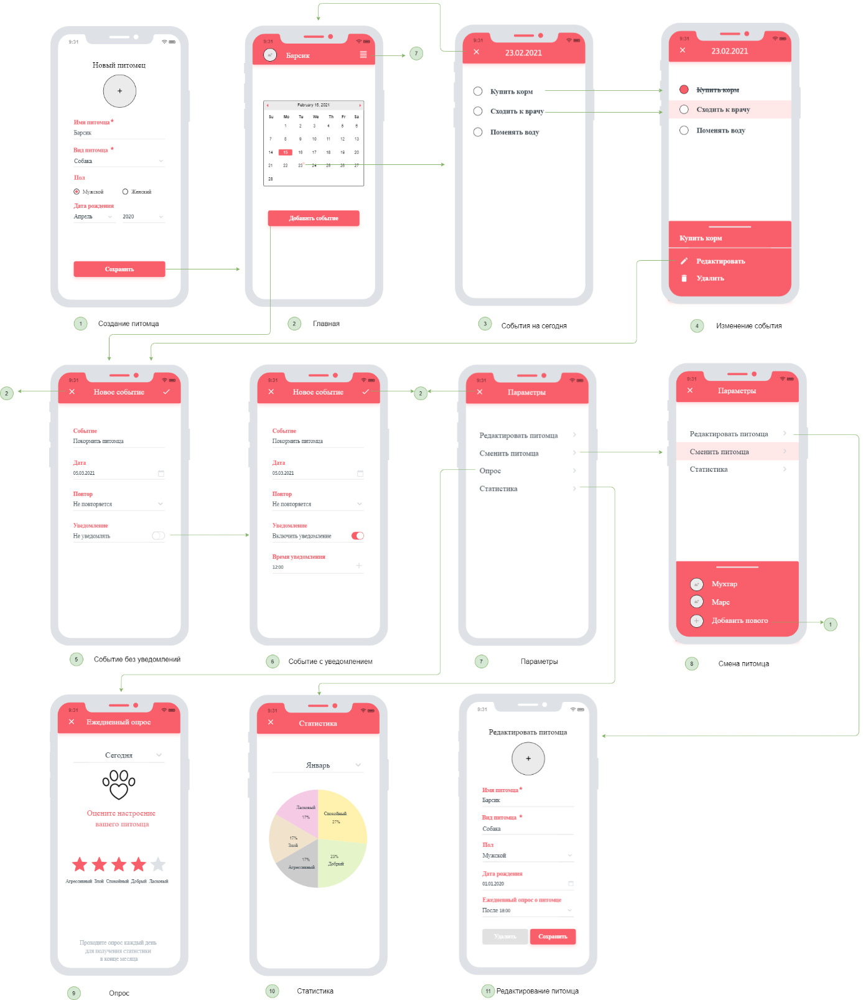 9:31
Новый питомец
+
Имя питомца *
Барсик
Вид питомца *
Собака
Пол
Мужской Женский
Дата рождения
Апрель 2020
Сохранить
1 Создание питомца
9:31
Барсик
7
February 15, 2021
Su Mo Tu We Th Fr Sa
1 2 3 4 5 6
7 8 9 10 11 12 13
14 15 16 17 18 19 20
21 22 23 24 25 26 27
28
Добавить событие
2 Главная
9:31
23.02.2021
Купить корм
Сходить к врачу
Поменять воду
3 События на сегодня
9:31
23.02.2021
Купить корм
Сходить к врачу
Поменять воду
Купить корм
Редактировать
Удалить
4 Изменение события
2
9:31
Новое событие
Событие
Покормить питомца
Дата
05.03.2021
Повтор
Не повторяется
Уведомление
Не уведомлять
5 Событие без уведомлений
9:31
Новое событие
2
Событие
Покормить питомца
Дата
05.03.2021
Повтор
Не повторяется
Уведомление
Включить уведомление
Время уведомления
12:00
6 Событие с уведомлением
9:31
Параметры
Редактировать питомца
Сменить питомца
Опрос
Статистика
7 Параметры
9:31
Параметры
Редактировать питомца
Сменить питомца
Статистика
Мухтар
Марс
Добавить нового
1
8 Смена питомца
9:31
Ежедневный опрос
Сегодня
Оцените настроение
вашего питомца
Агрессивный Злой Спокойный Добрый Ласковый
Проходите опрос каждый день
для получения статистики
в конце месяца
9 Опрос
9:31
Статистика
Январь
Ласковый
17%
Спокойный
27%
17%
Злой
17%
Агрессивный
23%
Добрый
10 Статистика
9:31
Редактировать питомца
+
Имя питомца *
Барсик
Вид питомца *
Собака
Пол
Мужской
Дата рождения
01.01.2020
Ежедневный опрос о питомце
После 18:00
Удалить Сохранить
11 Редактирование питомца